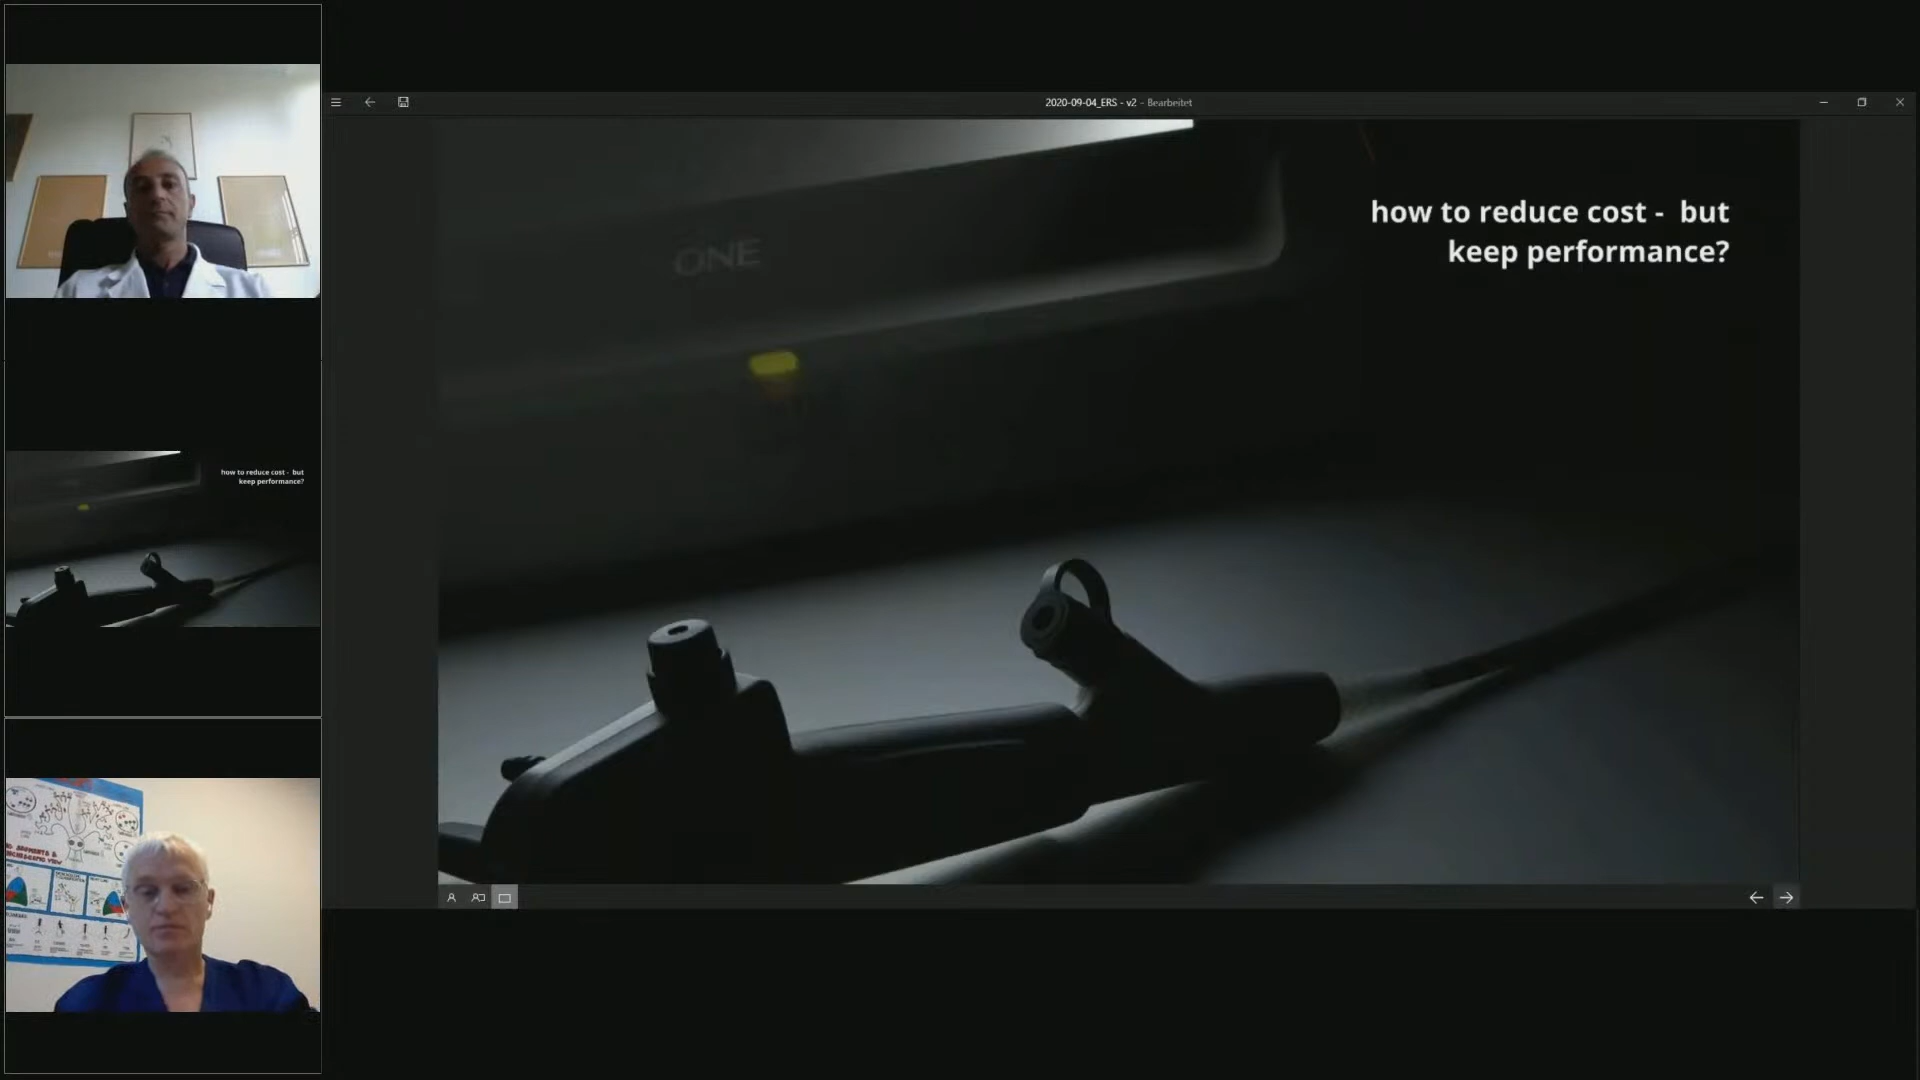 2020-09-04_ERS - v2 - Bearbeitet
how to reduce cost - but
keep performance?
ONE
how to reduce cost - but
keep performance?